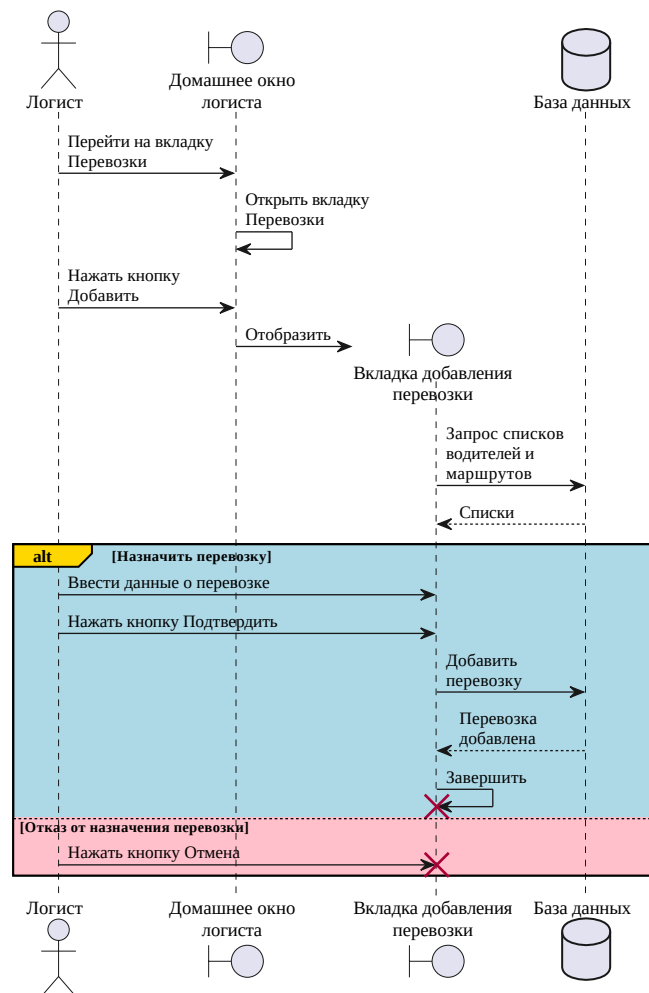 Логист
Домашнее окно
логиста
База данных
Перейти на вкладку
Перевозки
Открыть вкладку
Перевозки
Нажать кнопку
Добавить
Отобразить
Вкладка добавления
перевозки
Запрос списков
водителей и
маршрутов
Списки
alt [Назначить перевозку]
Ввести данные о перевозке
Нажать кнопку Подтвердить
Добавить
перевозку
Перевозка
добавлена
Завершить
[Отказ от назначения перевозки]
Нажать кнопку Отмена
Логист
Домашнее окно
логиста
Вкладка добавления
перевозки
База данных